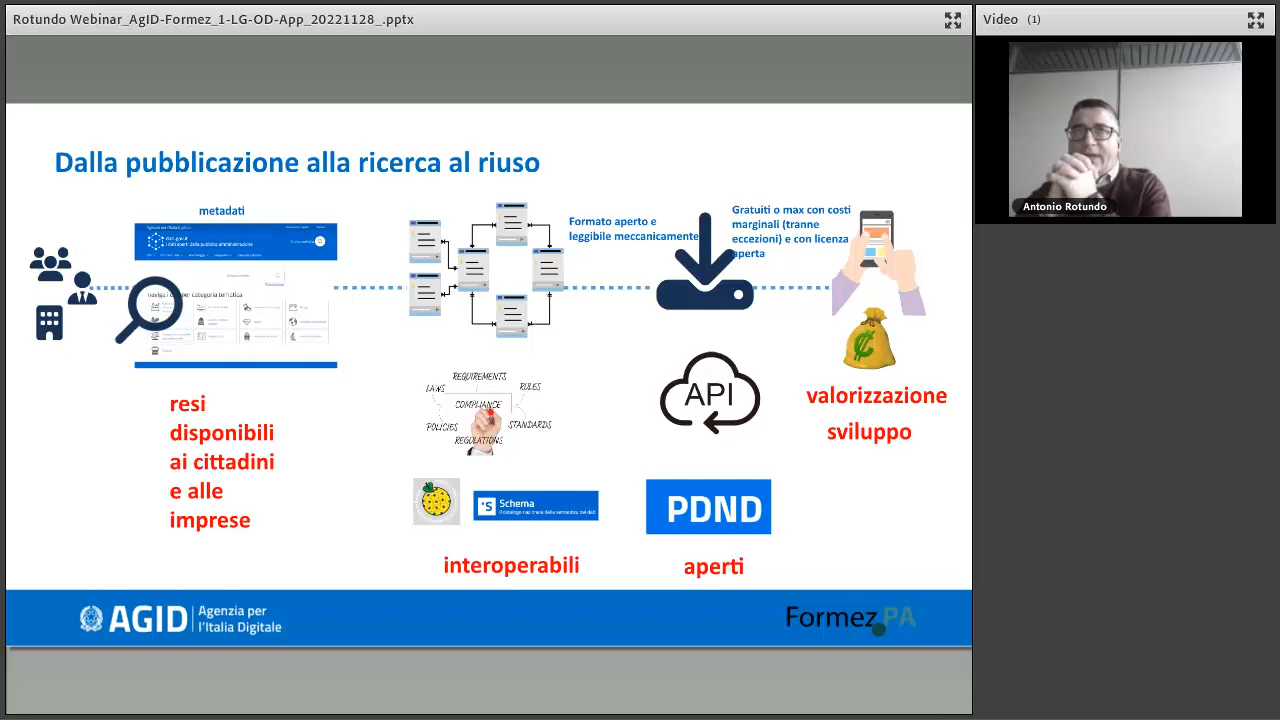 Rotundo Webinar_AgID-Formez_1-LG-OD-App_20221128_.pptx
Video (1)
Antonio Rotundo
Dalla pubblicazione alla ricerca al riuso
metadati
Formato aperto e
leggibile meccanicamente
Gratuiti o max con costi
marginali (tranne
eccezioni) e con licenza
aperta
REQUIREMENTS
LAWS
RULES
COMPLIANCE
POLICIES
STANDARDS
REGULATIONS
API
valorizzazione
sviluppo
resi
disponibili
ai cittadini
e alle
imprese
Schema
PDND
interoperabili
aperti
AGID
Agenzia per
l'Italia Digitale
Formez PA